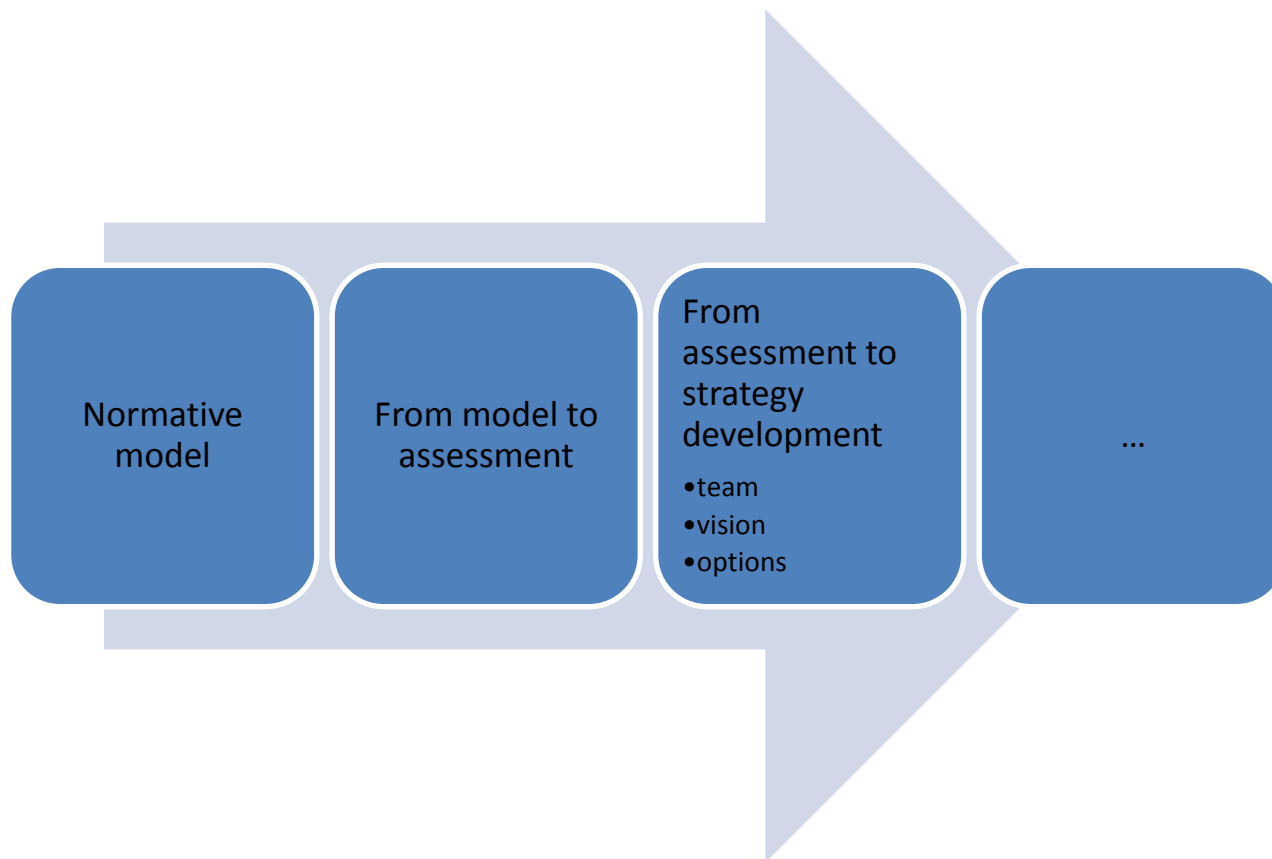 Normative
model
From model to
assessment
From
assessment to
strategy
development
•team
•vision
•options
...